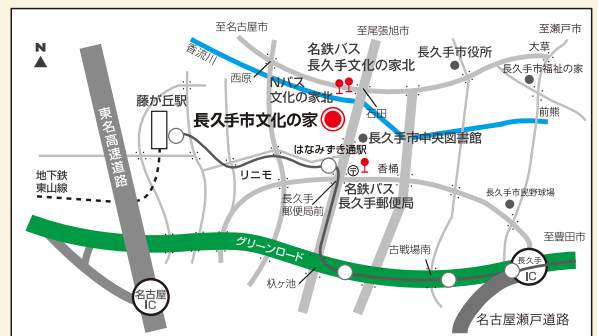 至名古屋市
至尾張旭市
至瀬戸市
N
香流川
名鉄バス
長久手文化の家北
長久手市役所
大草
西原
Nバス
文化の家北
長久手市福祉の家
藤が丘駅
石田
前熊
長久手市文化の家
東名高速道路
長久手市中央図書館
はなみずき通駅
地下鉄
東山線
リニモ
香桶
長久手
郵便局前
名鉄バス
長久手郵便局
長久手市民野球場
グリーンロード
古戦場南
至豊田市
杁ヶ池
長久手
IC
名古屋
IC
名古屋瀬戸道路